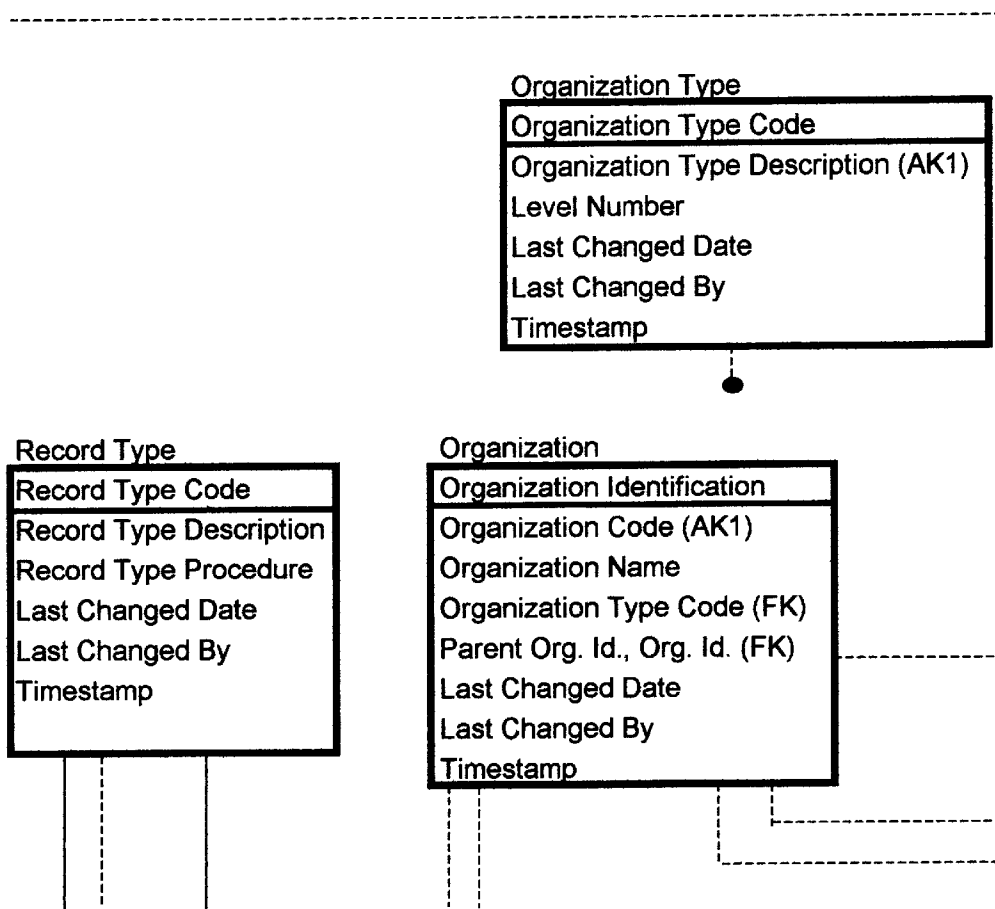 Organization Type
Organization Type Code
Organization Type Description (AK1)
Level Number
Last Changed Date
Last Changed By
Timestamp
Record Type
Record Type Code
Record Type Description
Record Type Procedure
Last Changed Date
Last Changed By
Timestamp
Organization
Organization Identification
Organization Code (AK1)
Organization Name
Organization Type Code (FK)
Parent Org. Id., Org. Id. (FK)
Last Changed Date
Last Changed By
Timestamp